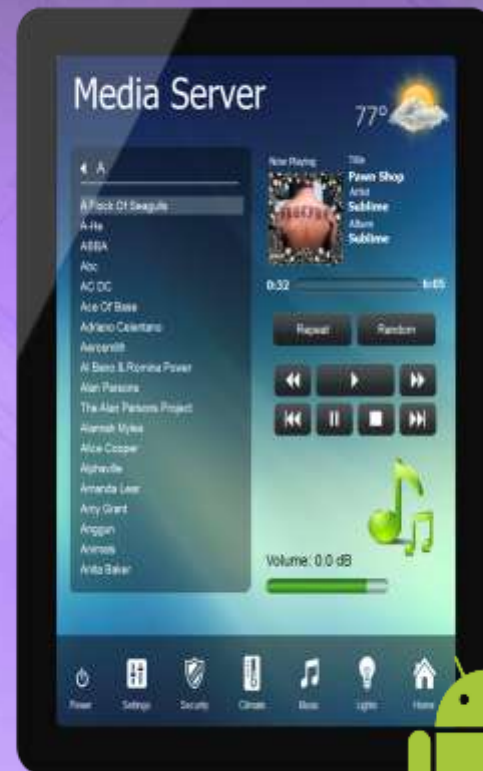 Media Server
77°
A
A Flock Of Seagulls
A-Ha
ABBA
Abc
AC DC
Ace Of Base
Adriano Celentano
Aerosmith
Al Bano & Romina Power
Alan Parsons
The Alan Parsons Project
Alannah Myles
Alice Cooper
Alphaville
Amanda Lear
Amy Grant
Anggun
Animals
Anita Baker
Now Playing
Title
Pawn Shop
Artist
Sublime
Album
Sublime
0:32 6:05
Repeat Random
Volume: 0.0 dB
Power Settings Security Climate Music Lights Home